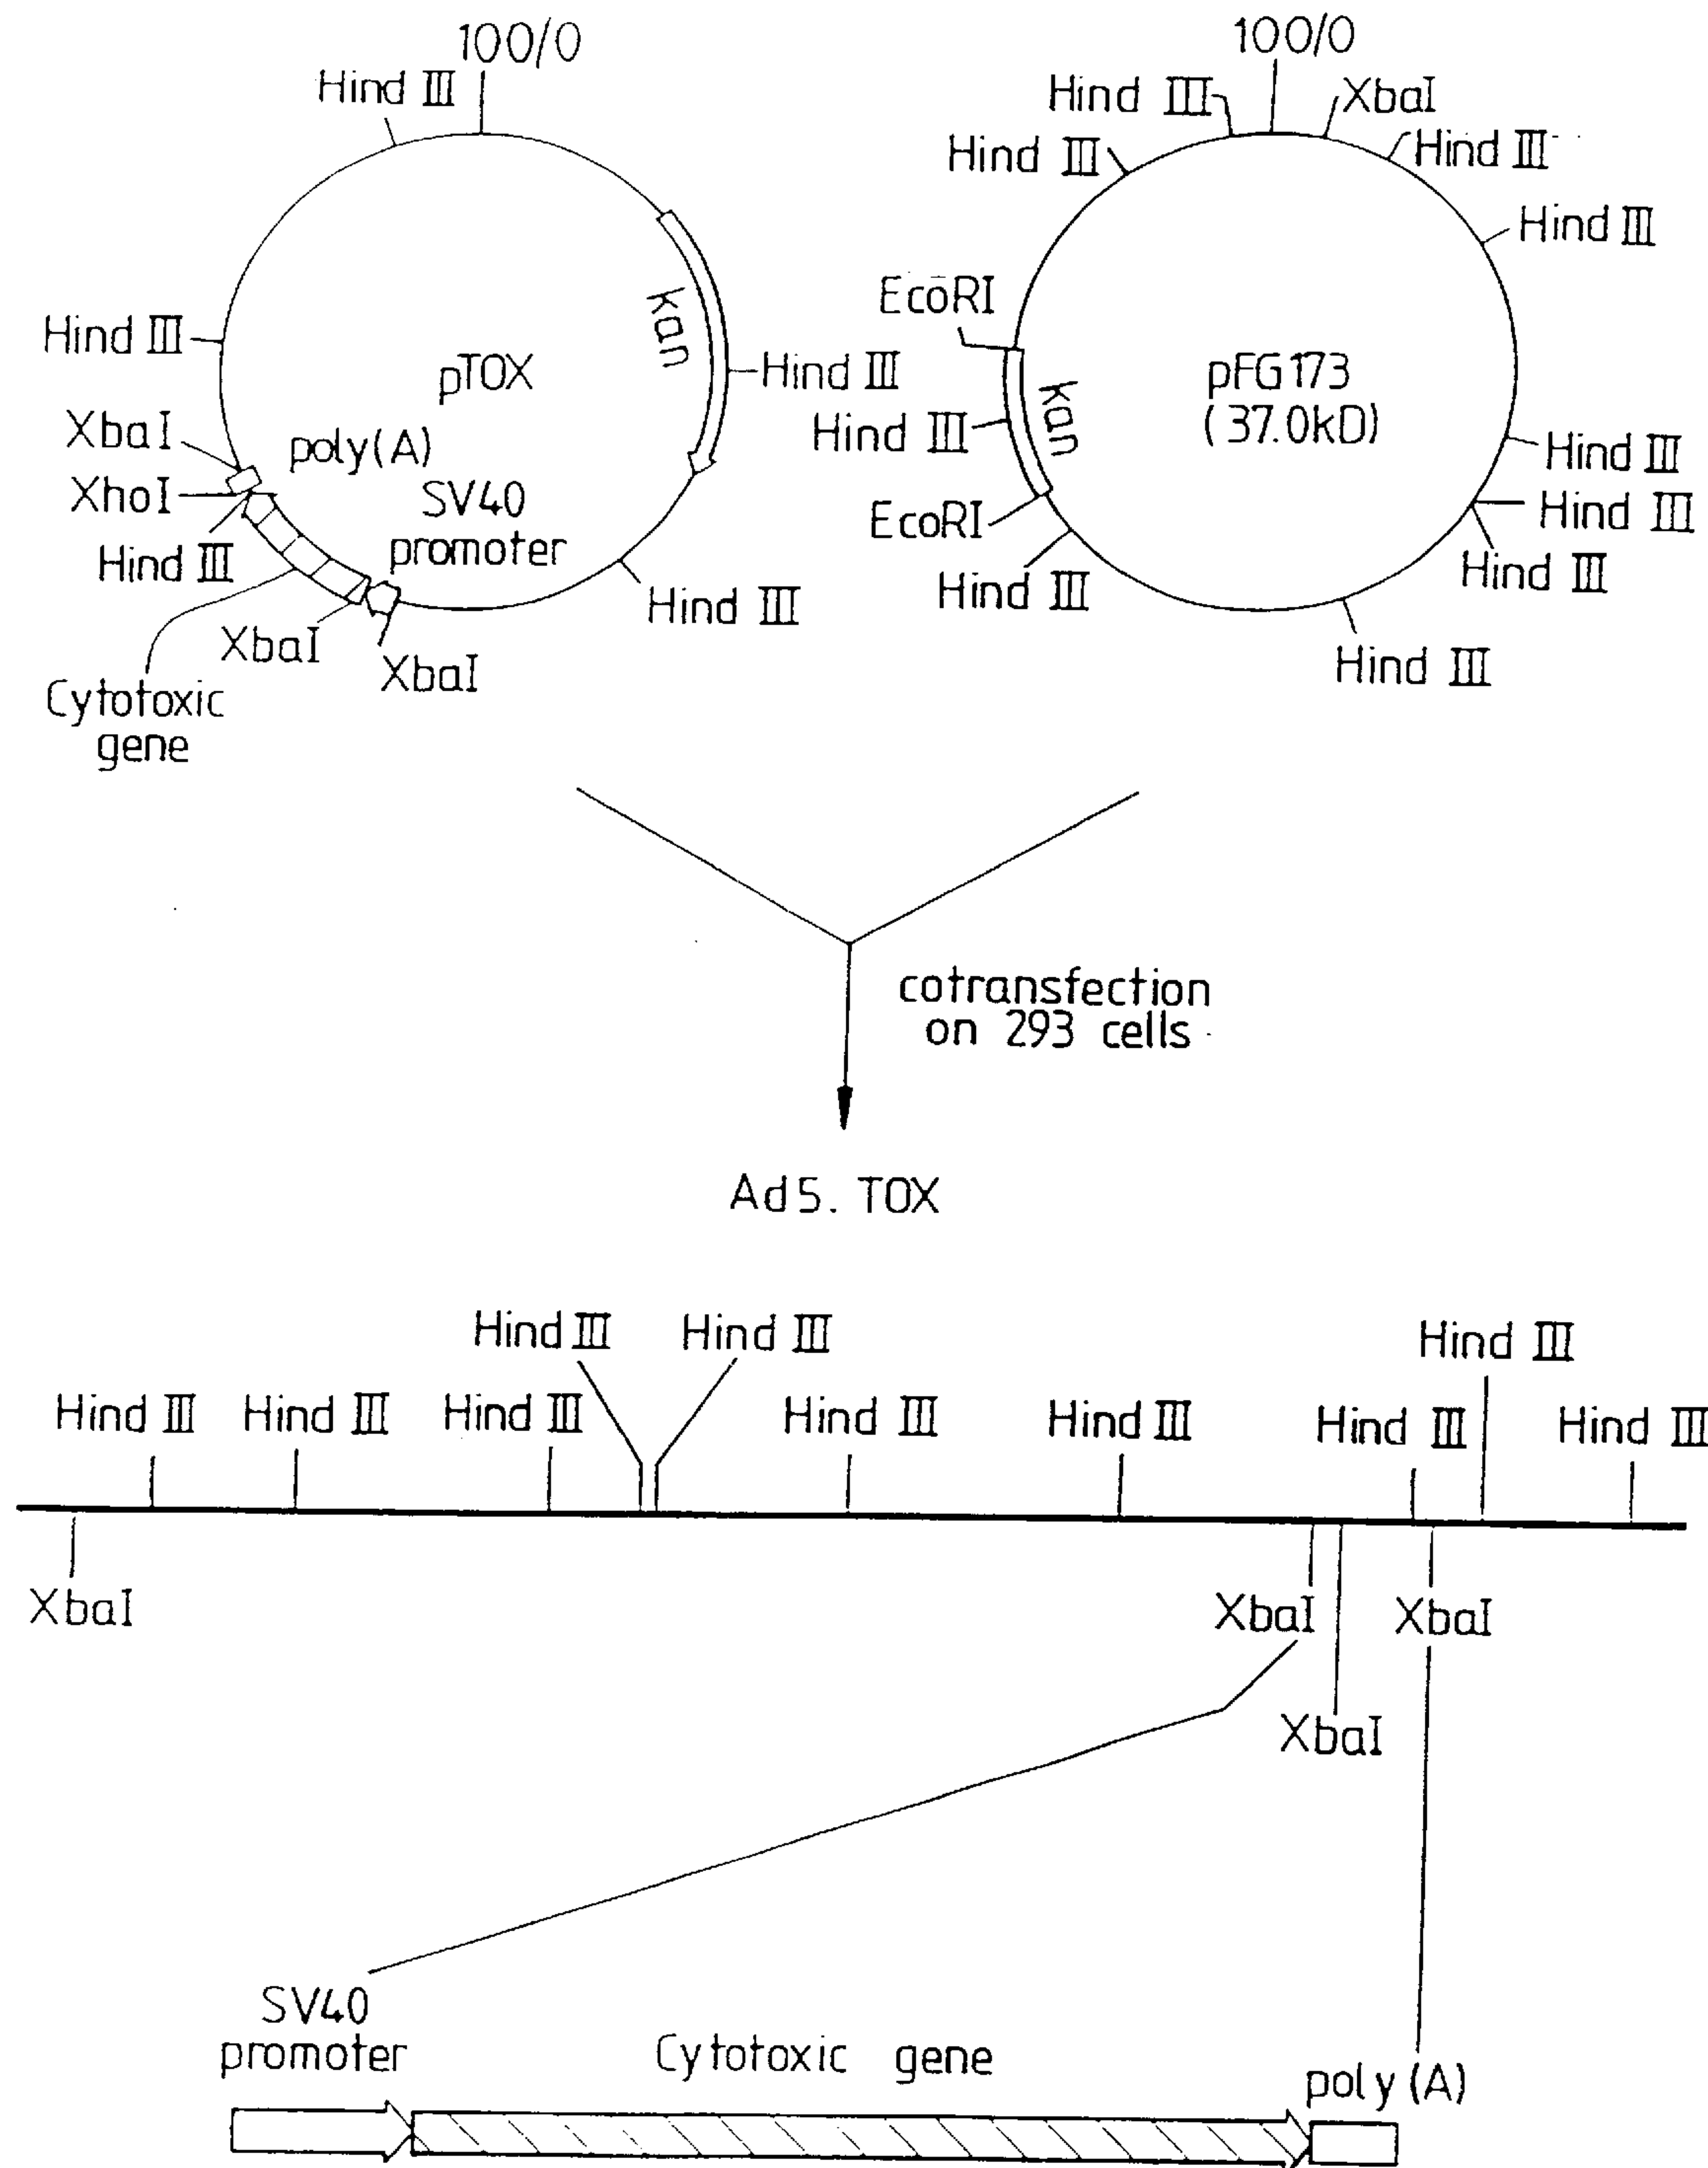 100/0
Hind III
Hind III
pTOX
kan
Hind III
XbaI
poly(A)
XhoI
SV40
promoter
Hind III
Hind III
XbaI
XbaI
Cytotoxic
gene
100/0
Hind III
XbaI
Hind III
Hind III
Hind III
EcoRI
pFG173
(37.0kD)
kan
Hind III
Hind III
EcoRI
Hind III
Hind III
Hind III
Hind III
cotransfection
on 293 cells
Ad5. TOX
Hind III Hind III
Hind III
Hind III Hind III Hind III Hind III Hind III Hind III Hind III
XbaI
XbaI XbaI
XbaI
SV40
promoter
Cytotoxic gene
poly (A)